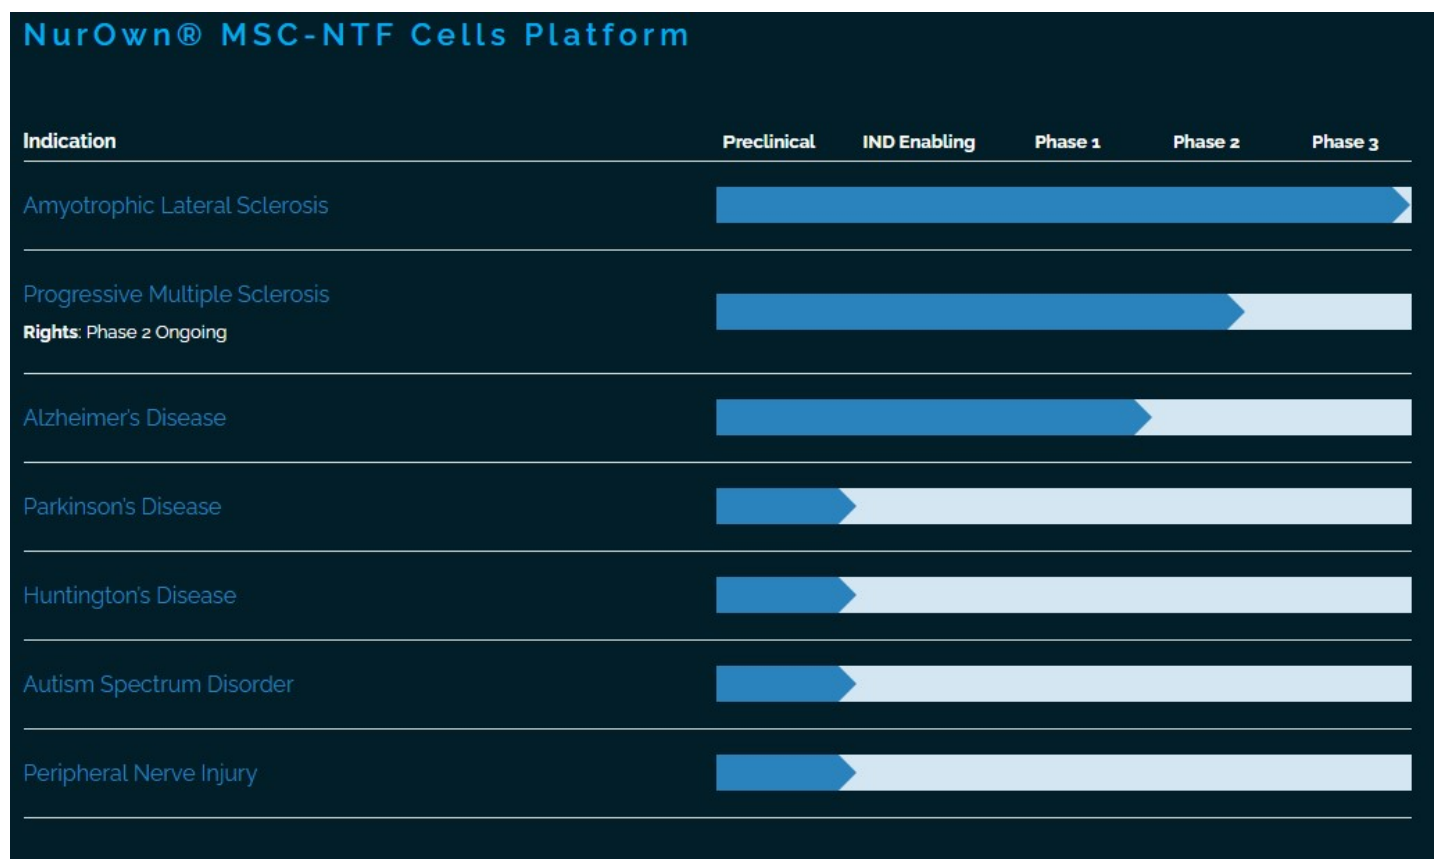 NurOwn® MSC-NTF Cells Platform
Indication Preclinical IND Enabling Phase 1 Phase 2 Phase 3
Amyotrophic Lateral Sclerosis
Progressive Multiple Sclerosis
Rights: Phase 2 Ongoing
Alzheimer's Disease
Parkinson's Disease
Huntington's Disease
Autism Spectrum Disorder
Peripheral Nerve Injury